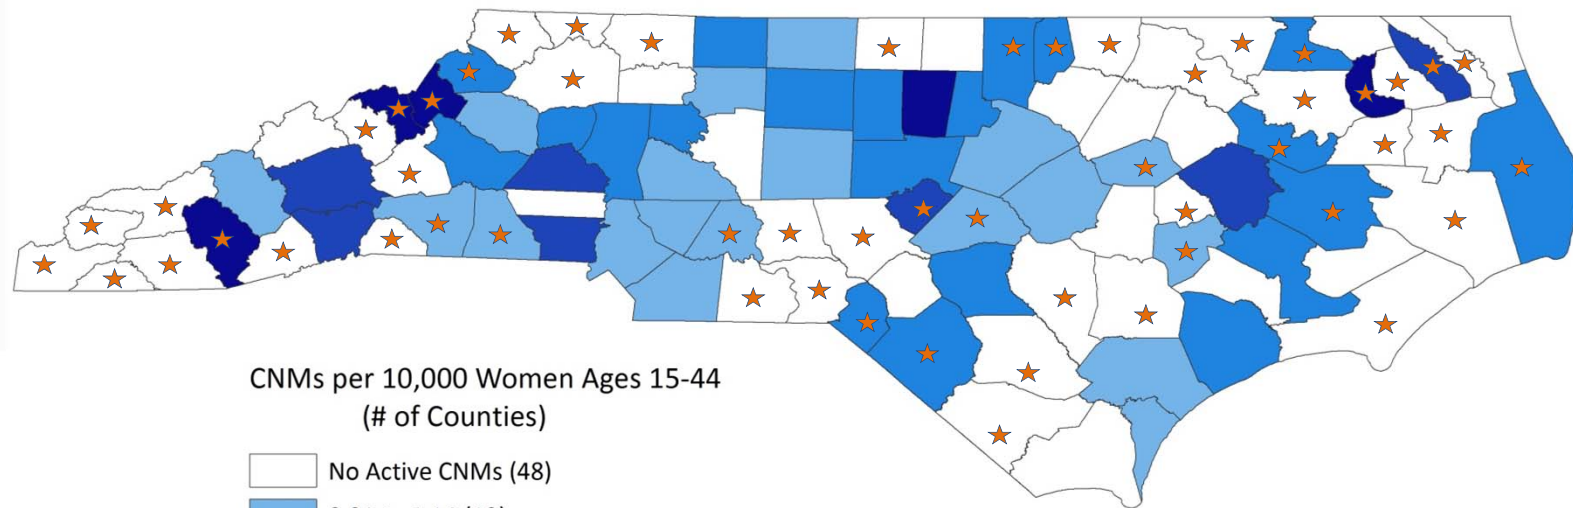 CNMs per 10,000 Women Ages 15-44
(# of Counties)
No Active CNMs (48)